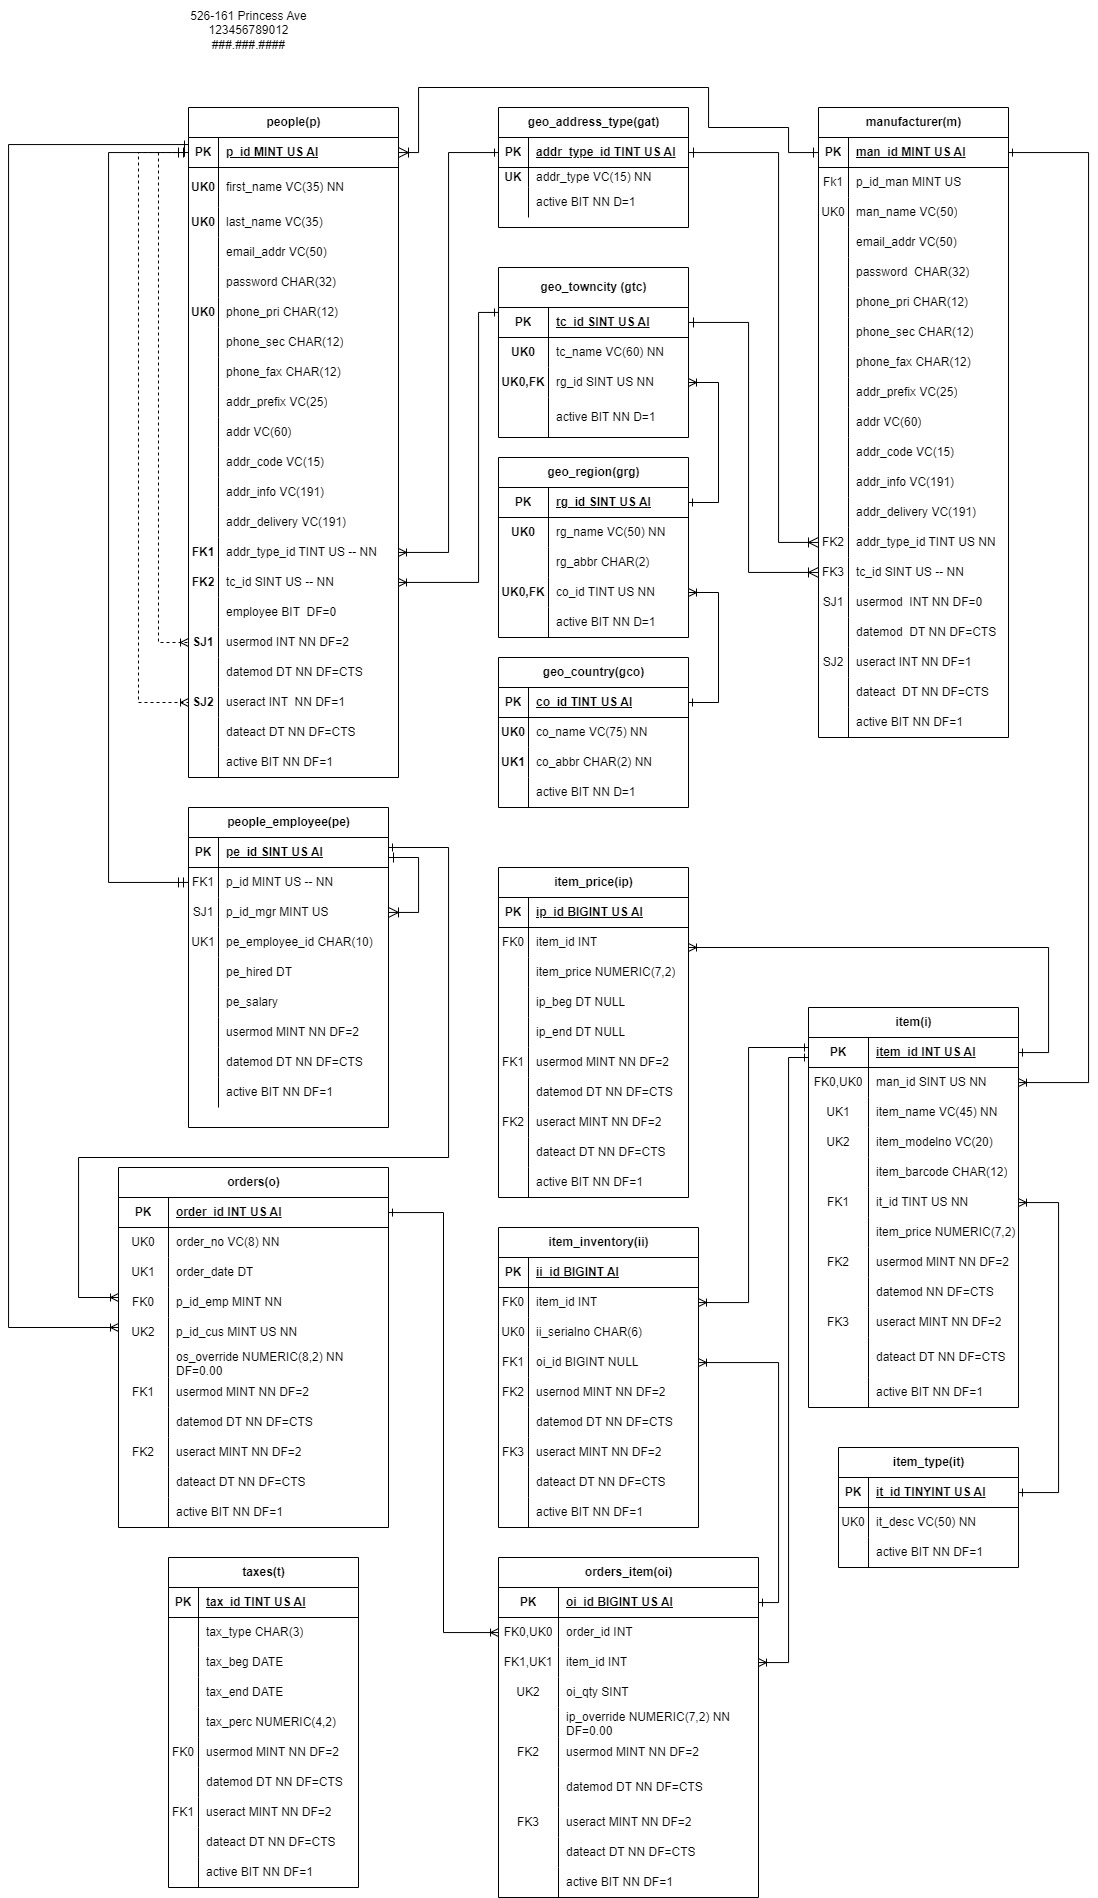 526-161 Princess Ave
123456789012
###.###.####
people(p)
PK p_id MINT US AI
UK0 first_name VC(35) NN
UK0 last_name VC(35)
email_addr VC(50)
password CHAR(32)
UK0 phone_pri CHAR(12)
phone_sec CHAR(12)
phone_fax CHAR(12)
addr_prefix VC(25)
addr VC(60)
addr_code VC(15)
addr_info VC(191)
addr_delivery VC(191)
FK1 addr_type_id TINT US -- NN
FK2 tc_id SINT US -- NN
employee BIT  DF=0
SJ1 usermod INT NN DF=2
datemod DT NN DF=CTS
SJ2 useract INT  NN DF=1
dateact DT NN DF=CTS
active BIT NN DF=1
geo_address_type(gat)
PK addr_type_id TINT US AI
UK addr_type VC(15) NN
active BIT NN D=1
geo_towncity (gtc)
PK tc_id SINT US AI
UK0 tc_name VC(60) NN
UK0,FK rg_id SINT US NN
active BIT NN D=1
geo_region(grg)
PK rg_id SINT US AI
UK0 rg_name VC(50) NN
rg_abbr CHAR(2)
UK0,FK co_id TINT US NN
active BIT NN D=1
geo_country(gco)
PK co_id TINT US AI
UK0 co_name VC(75) NN
UK1 co_abbr CHAR(2) NN
active BIT NN D=1
manufacturer(m)
PK man_id MINT US AI
Fk1 p_id_man MINT US
UK0 man_name VC(50)
email_addr VC(50)
password  CHAR(32)
phone_pri CHAR(12)
phone_sec CHAR(12)
phone_fax CHAR(12)
addr_prefix VC(25)
addr VC(60)
addr_code VC(15)
addr_info VC(191)
addr_delivery VC(191)
FK2 addr_type_id TINT US NN
FK3 tc_id SINT US -- NN
SJ1 usermod  INT NN DF=0
datemod  DT NN DF=CTS
SJ2 useract INT NN DF=1
dateact  DT NN DF=CTS
active BIT NN DF=1
people_employee(pe)
PK pe_id SINT US AI
FK1 p_id MINT US -- NN
SJ1 p_id_mgr MINT US
UK1 pe_employee_id CHAR(10)
pe_hired DT
pe_salary
usermod MINT NN DF=2
datemod DT NN DF=CTS
active BIT NN DF=1
item_price(ip)
PK ip_id BIGINT US AI
FK0 item_id INT
item_price NUMERIC(7,2)
ip_beg DT NULL
ip_end DT NULL
FK1 usermod MINT NN DF=2
datemod DT NN DF=CTS
FK2 useract MINT NN DF=2
dateact DT NN DF=CTS
active BIT NN DF=1
item(i)
PK item_id INT US AI
FK0,UK0 man_id SINT US NN
UK1 item_name VC(45) NN
UK2 item_modelno VC(20)
item_barcode CHAR(12)
FK1 it_id TINT US NN
item_price NUMERIC(7,2)
FK2 usermod MINT NN DF=2
datemod NN DF=CTS
FK3 useract MINT NN DF=2
dateact DT NN DF=CTS
active BIT NN DF=1
orders(o)
PK order_id INT US AI
UK0 order_no VC(8) NN
UK1 order_date DT
FK0 p_id_emp MINT NN
UK2 p_id_cus MINT US NN
os_override NUMERIC(8,2) NN
DF=0.00
FK1 usermod MINT NN DF=2
datemod DT NN DF=CTS
FK2 useract MINT NN DF=2
dateact DT NN DF=CTS
active BIT NN DF=1
item_inventory(ii)
PK ii_id BIGINT AI
FK0 item_id INT
UK0 ii_serialno CHAR(6)
FK1 oi_id BIGINT NULL
FK2 usernod MINT NN DF=2
datemod DT NN DF=CTS
FK3 useract MINT NN DF=2
dateact DT NN DF=CTS
active BIT NN DF=1
item_type(it)
PK it_id TINYINT US AI
UK0 it_desc VC(50) NN
active BIT NN DF=1
taxes(t)
PK tax_id TINT US AI
tax_type CHAR(3)
tax_beg DATE
tax_end DATE
tax_perc NUMERIC(4,2)
FK0 usermod MINT NN DF=2
datemod DT NN DF=CTS
FK1 useract MINT NN DF=2
dateact DT NN DF=CTS
active BIT NN DF=1
orders_item(oi)
PK oi_id BIGINT US AI
FK0,UK0 order_id INT
FK1,UK1 item_id INT
UK2 oi_qty SINT
ip_override NUMERIC(7,2) NN
DF=0.00
FK2 usermod MINT NN DF=2
datemod DT NN DF=CTS
FK3 useract MINT NN DF=2
dateact DT NN DF=CTS
active BIT NN DF=1